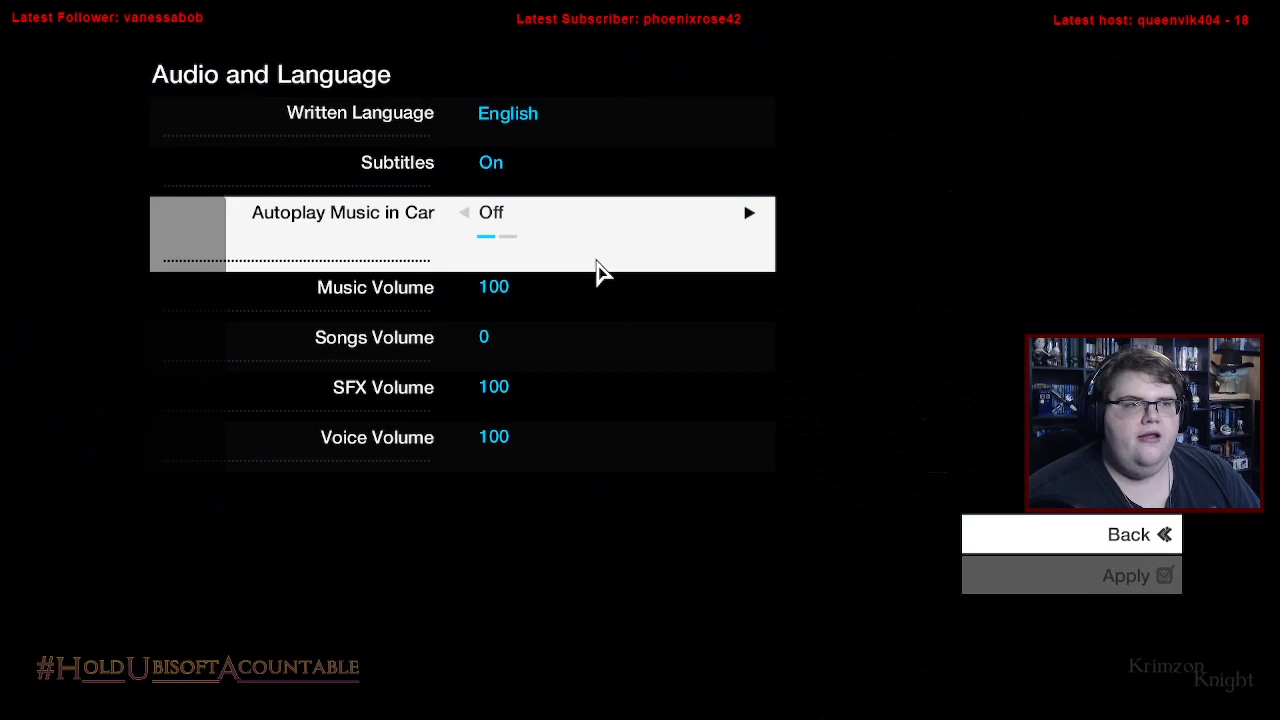 Latest Follower: vanessabob
Latest Subscriber: phoenixrose42
Latest host: queenvik404 - 18
Audio and Language
Written Language English
Subtitles On
Autoplay Music in Car Off
Music Volume 100
Songs Volume 0
SFX Volume 100
Voice Volume 100
Back
Apply
#HoldUbisoftAcountable
Krimzon
Knight